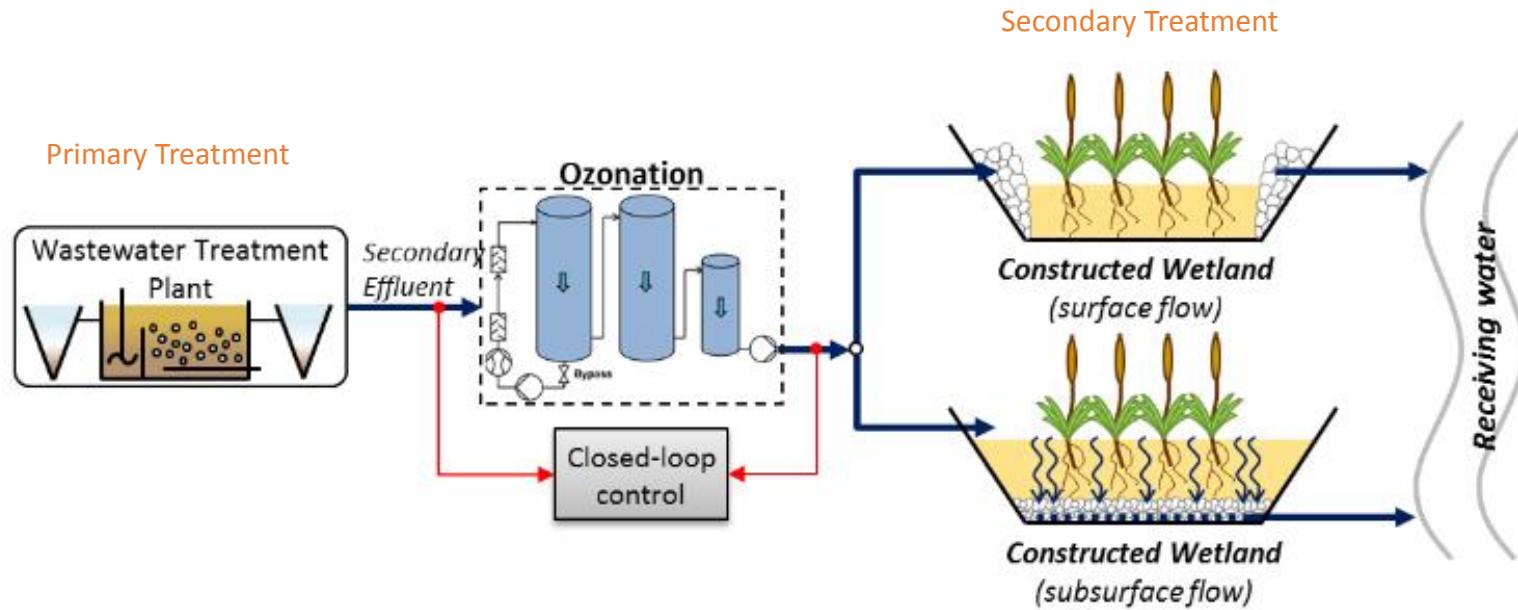 Secondary Treatment
Primary Treatment
Ozonation
Wastewater Treatment
Plant
Secondary
Effluent
Bypass
Closed-loop
control
Constructed Wetland
(surface flow)
Constructed Wetland
(subsurface flow)
Receiving water